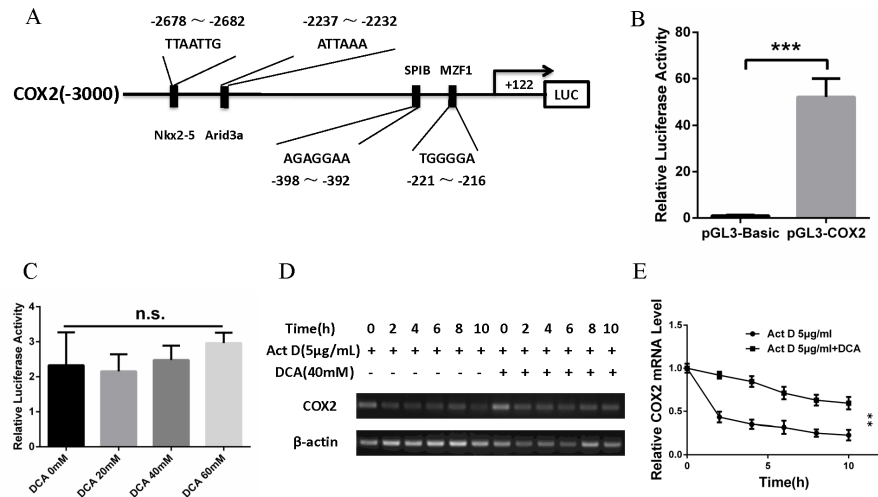 A
-2678 ～ -2682
-2237 ～ -2232
TTAATTG
ATTAAA
SPIB
MZF1
COX2(-3000)
+122
LUC
Nkx2-5
Arid3a
AGAGGAA
TGGGGA
-398 ～ -392
-221 ～ -216
B
Relative Luciferase Activity
80
60
40
20
0
***
pGL3-Basic
pGL3-COX2
C
Relative Luciferase Activity
4
3
2
1
0
n.s.
DCA 0mM
DCA 20mM
DCA 40mM
DCA 60mM
D
Time(h) 0 2 4 6 8 10 0 2 4 6 8 10
Act D(5μg/mL) + + + + + + + + + + + +
DCA(40mM) - - - - - - + + + + + +
COX2
β-actin
E
Relative COX2 mRNA Level
1.5
1.0
0.5
0.0
Act D 5μg/ml
Act D 5μg/ml+DCA
**
0 5 10
Time(h)